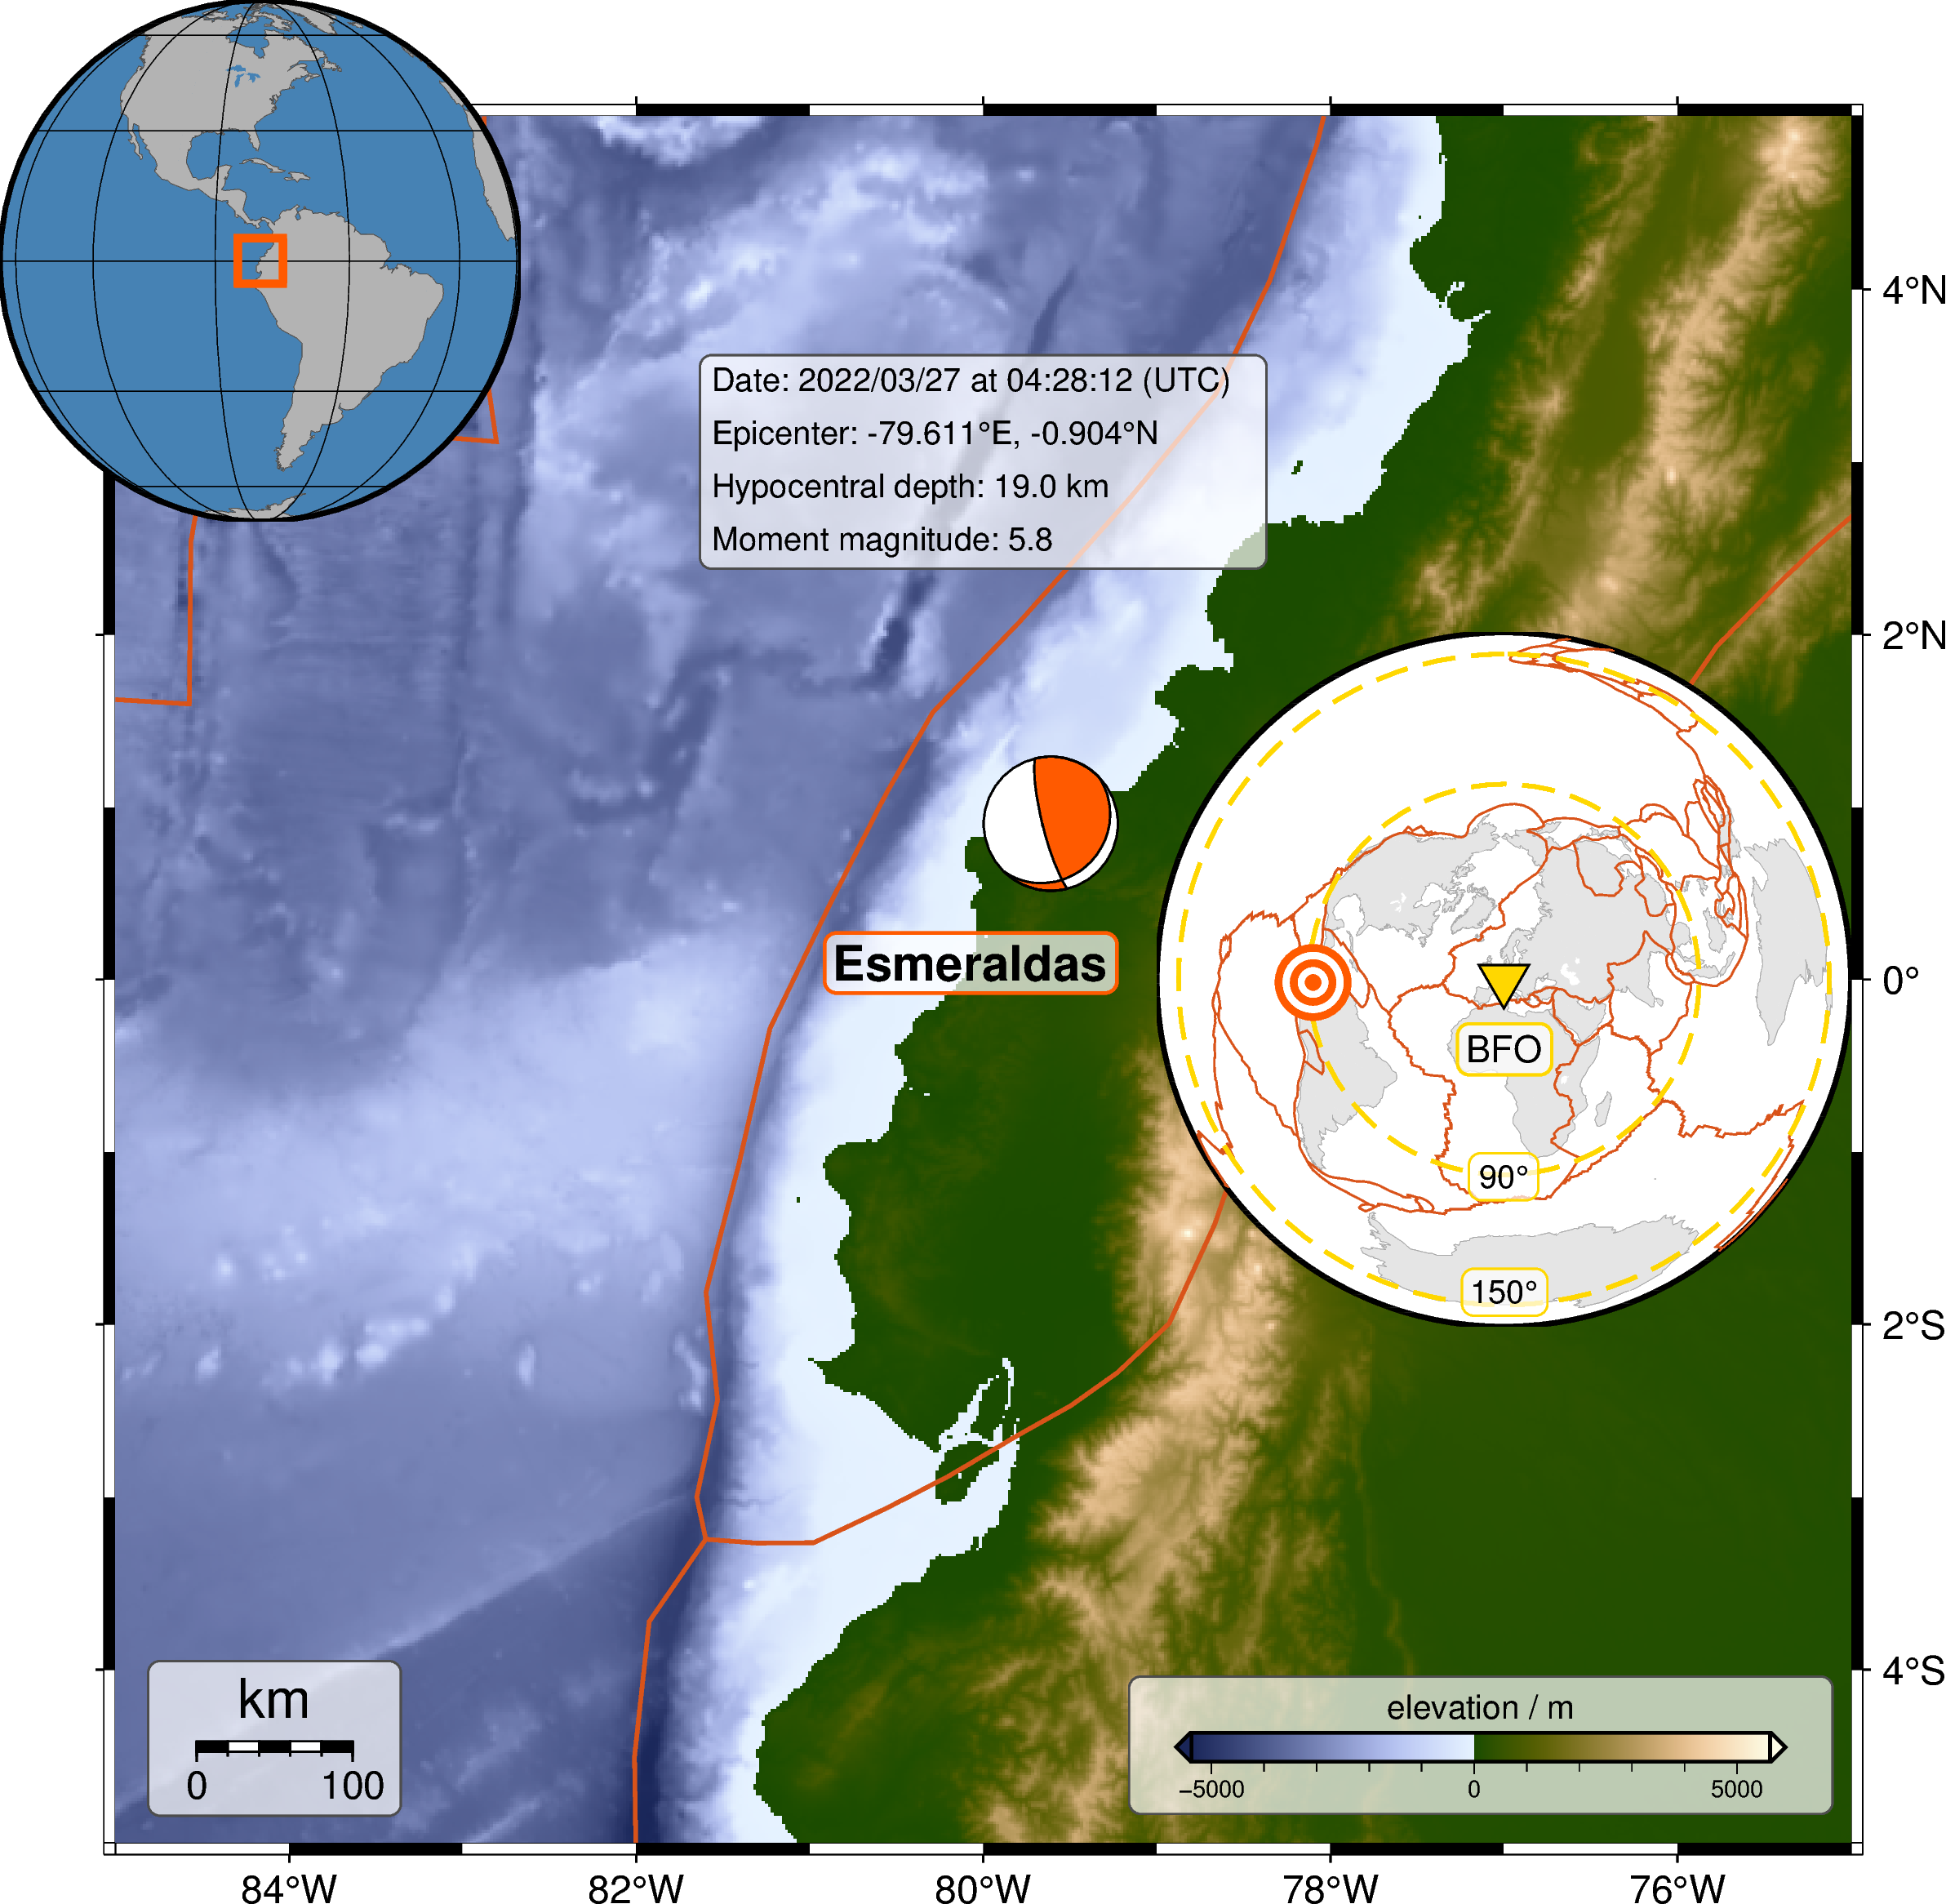 Date: 2022/03/27 at 04:28:12 (UTC)
Epicenter: -79.611°E, -0.904°N
Hypocentral depth: 19.0 km
Moment magnitude: 5.8
4°N
2°N
Esmeraldas
0°
BFO
90°
150°
2°S
4°S
km
0 100
elevation / m
−5000 0 5000
84°W 82°W 80°W 78°W 76°W